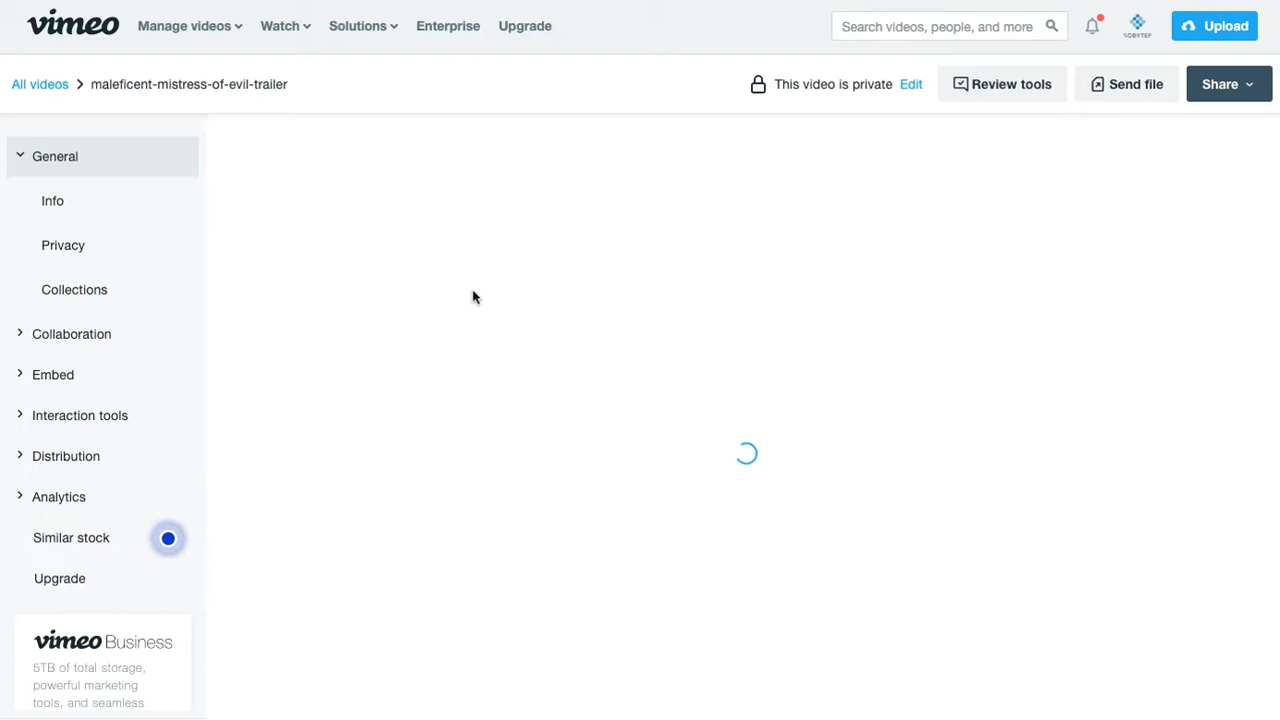 vimeo Manage videos Watch Solutions Enterprise Upgrade Search videos, people, and more SOBYTEP Upload
All videos maleficent-mistress-of-evil-trailer This video is private Edit Review tools Send file Share
General
Info
Privacy
Collections
Collaboration
Embed
Interaction tools
Distribution
Analytics
Similar stock
Upgrade
vimeo Business
5TB of total storage,
powerful marketing
tools, and seamless